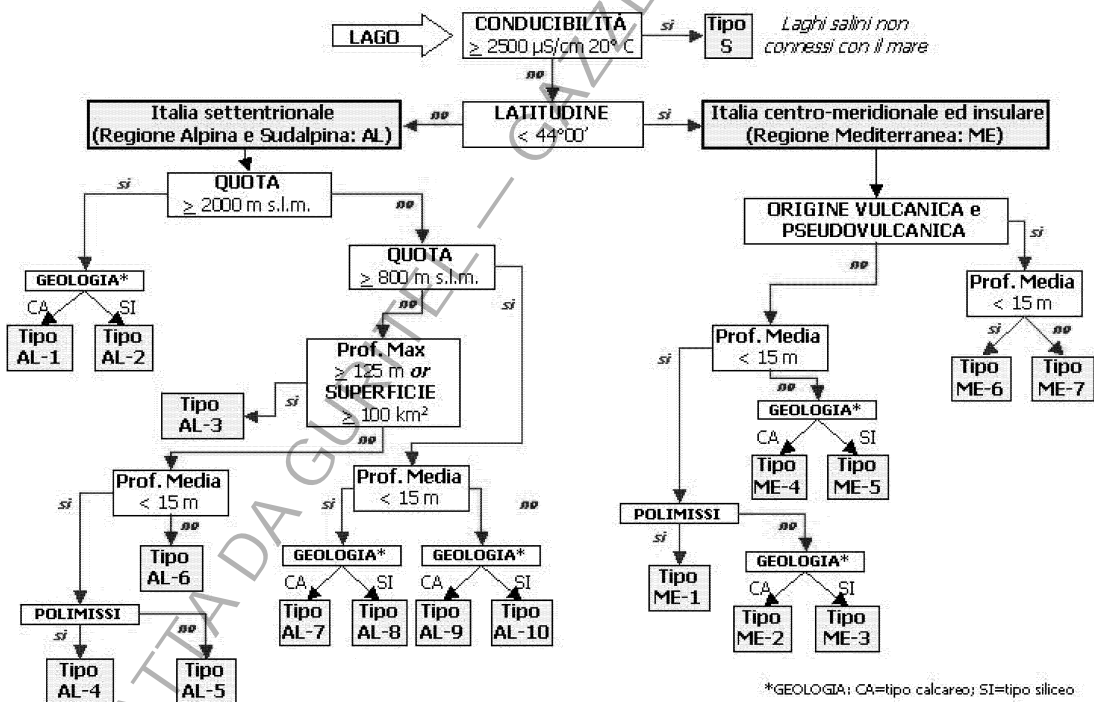 LAGO
CONDUCIBILITÀ
≥ 2500 µS/cm 20° C
si
Tipo
S
Laghi salini non
connessi con il mare
no
Italia settentrionale
(Regione Alpina e Sudalpina: AL)
no
LATITUDINE
< 44°00'
si
Italia centro-meridionale ed insulare
(Regione Mediterranea: ME)
si
QUOTA
≥ 2000 m s.l.m.
no
GEOLOGIA*
CA
SI
Tipo
AL-1
Tipo
AL-2
QUOTA
≥ 800 m s.l.m.
no
si
Prof. Max
≥ 125 m or
SUPERFICIE
≥ 100 km²
si
Tipo
AL-3
no
Prof. Media
< 15 m
si
no
Tipo
AL-6
POLIMISSI
si
no
Tipo
AL-4
Tipo
AL-5
Prof. Media
< 15 m
si
no
GEOLOGIA*
CA
SI
Tipo
AL-7
Tipo
AL-8
GEOLOGIA*
CA
SI
Tipo
AL-9
Tipo
AL-10
ORIGINE VULCANICA e
PSEUDOVULCANICA
no
si
Prof. Media
< 15 m
si
no
Tipo
ME-6
Tipo
ME-7
Prof. Media
< 15 m
si
no
GEOLOGIA*
CA
SI
Tipo
ME-4
Tipo
ME-5
POLIMISSI
si
no
Tipo
ME-1
GEOLOGIA*
CA
SI
Tipo
ME-2
Tipo
ME-3
*GEOLOGIA: CA=tipo calcareo; SI=tipo siliceo
TTA DA GURITEL — GAZZE